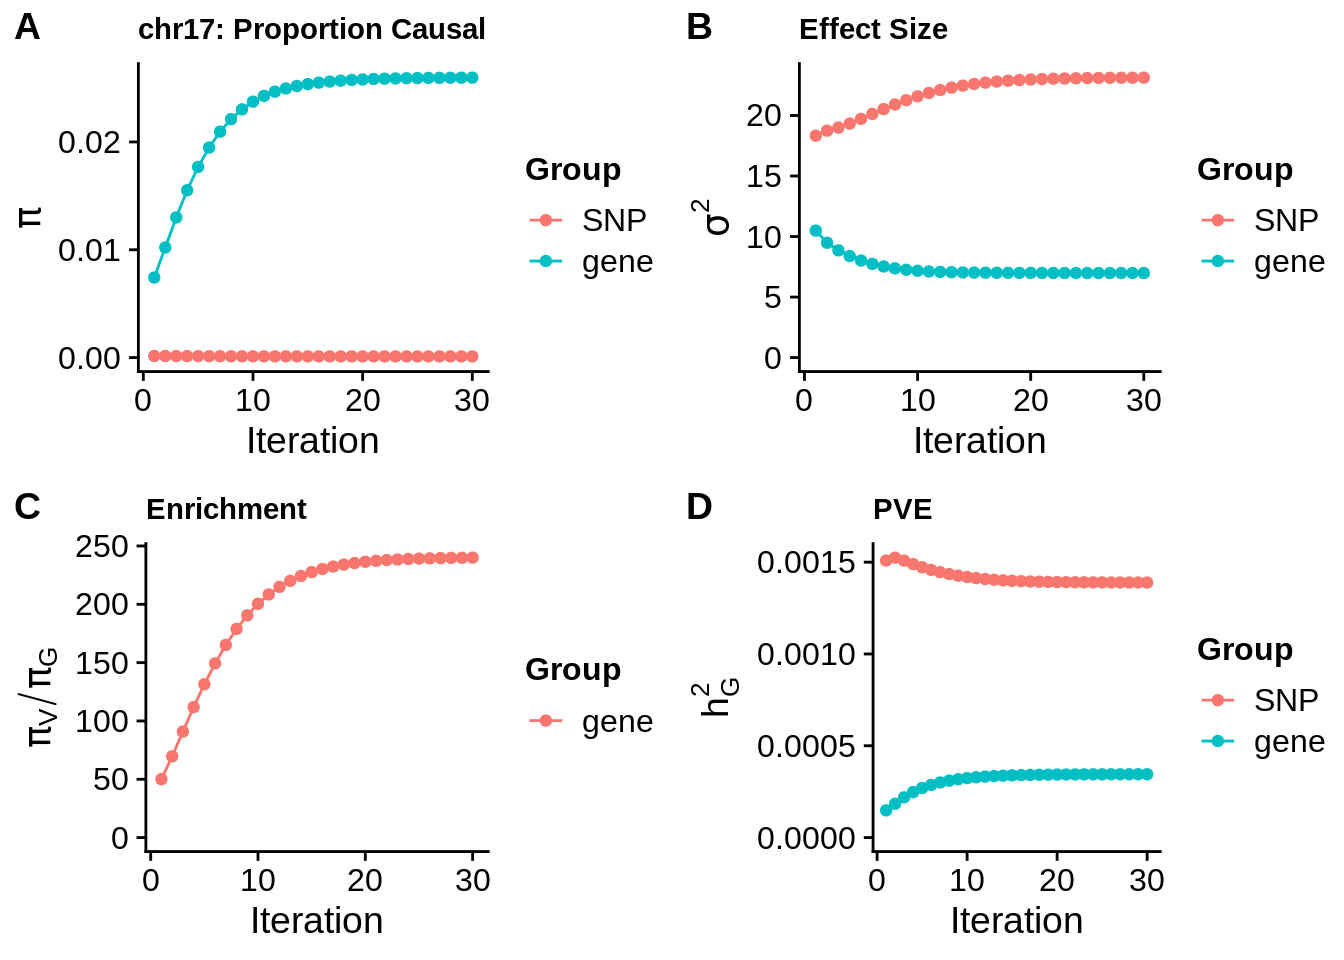 A
chr17: Proportion Causal
0.02
0.01
0.00
π
0 10 20 30
Iteration
Group
SNP
gene
B
Effect Size
20
15
10
5
0
σ²
0 10 20 30
Iteration
Group
SNP
gene
C
Enrichment
250
200
150
100
50
0
π_V/π_G
0 10 20 30
Iteration
Group
gene
D
PVE
0.0015
0.0010
0.0005
0.0000
h²_G
0 10 20 30
Iteration
Group
SNP
gene